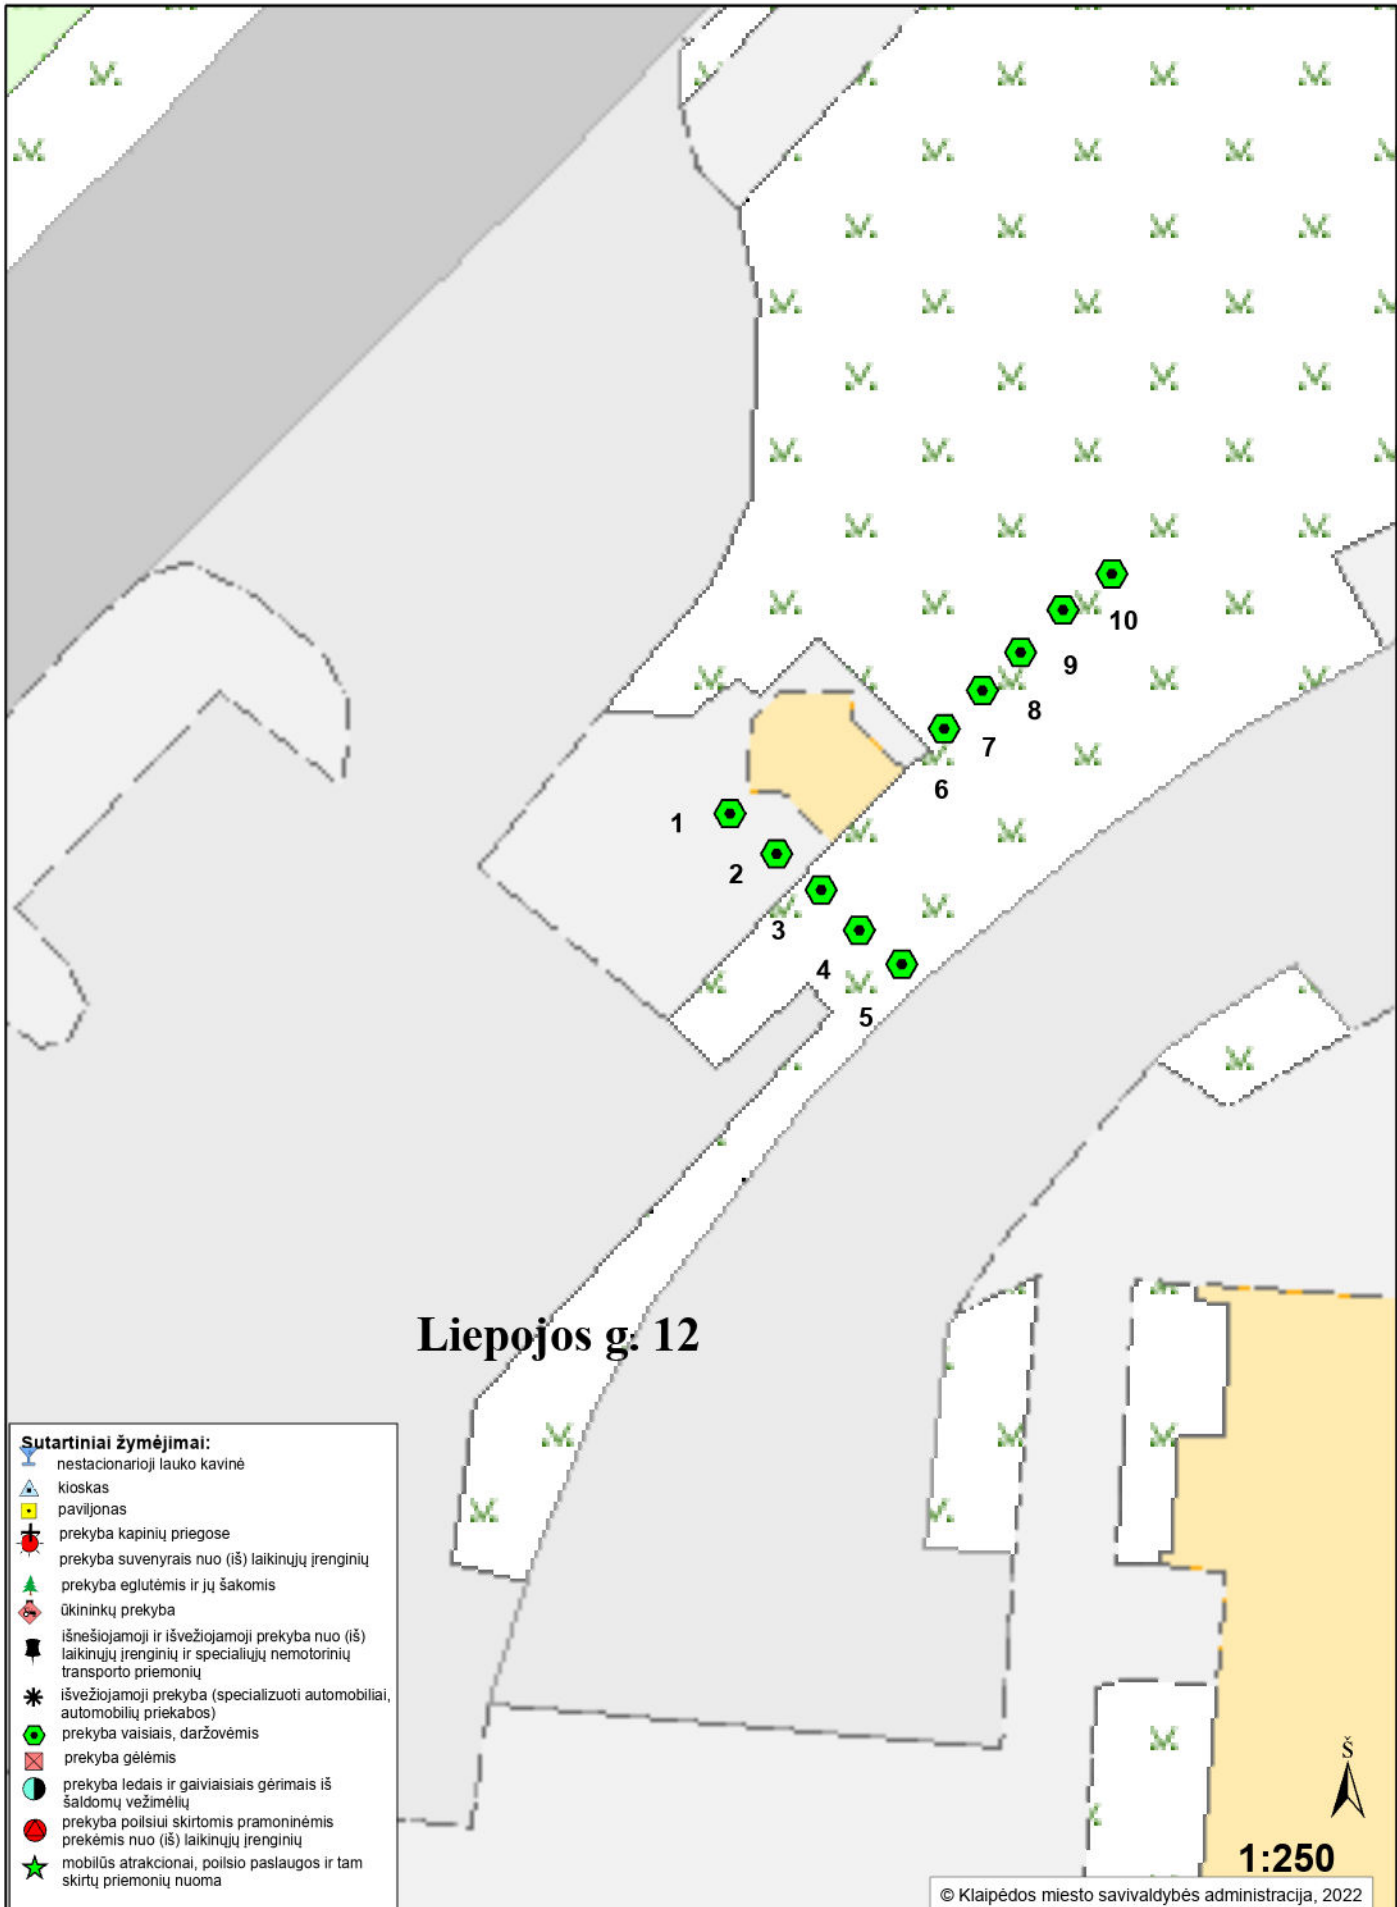 10
9
8
7
6
1
2
3
4
5
Liepojos g. 12
Sutartiniai žymėjimai:
nestacionarioji lauko kavinė
kioskas
paviljonas
prekyba kapinių priegose
prekyba suvenyrais nuo (iš) laikinųjų įrenginių
prekyba eglutėmis ir jų šakomis
ūkininkų prekyba
išnešiojamoji ir išvežiojamoji prekyba nuo (iš)
laikinųjų įrenginių ir specialiųjų nemotorinių
transporto priemonių
išvežiojamoji prekyba (specializuoti automobiliai,
automobilių priekabos)
prekyba vaisiais, daržovėmis
prekyba gėlėmis
prekyba ledais ir gaiviaisiais gėrimais iš
šaldomų vežimėlių
prekyba poilsiui skirtomis pramoninėmis
prekėmis nuo (iš) laikinųjų įrenginių
mobilūs atrakcionai, poilsio paslaugos ir tam
skirtų priemonių nuoma
Š
1:250
© Klaipėdos miesto savivaldybės administracija, 2022